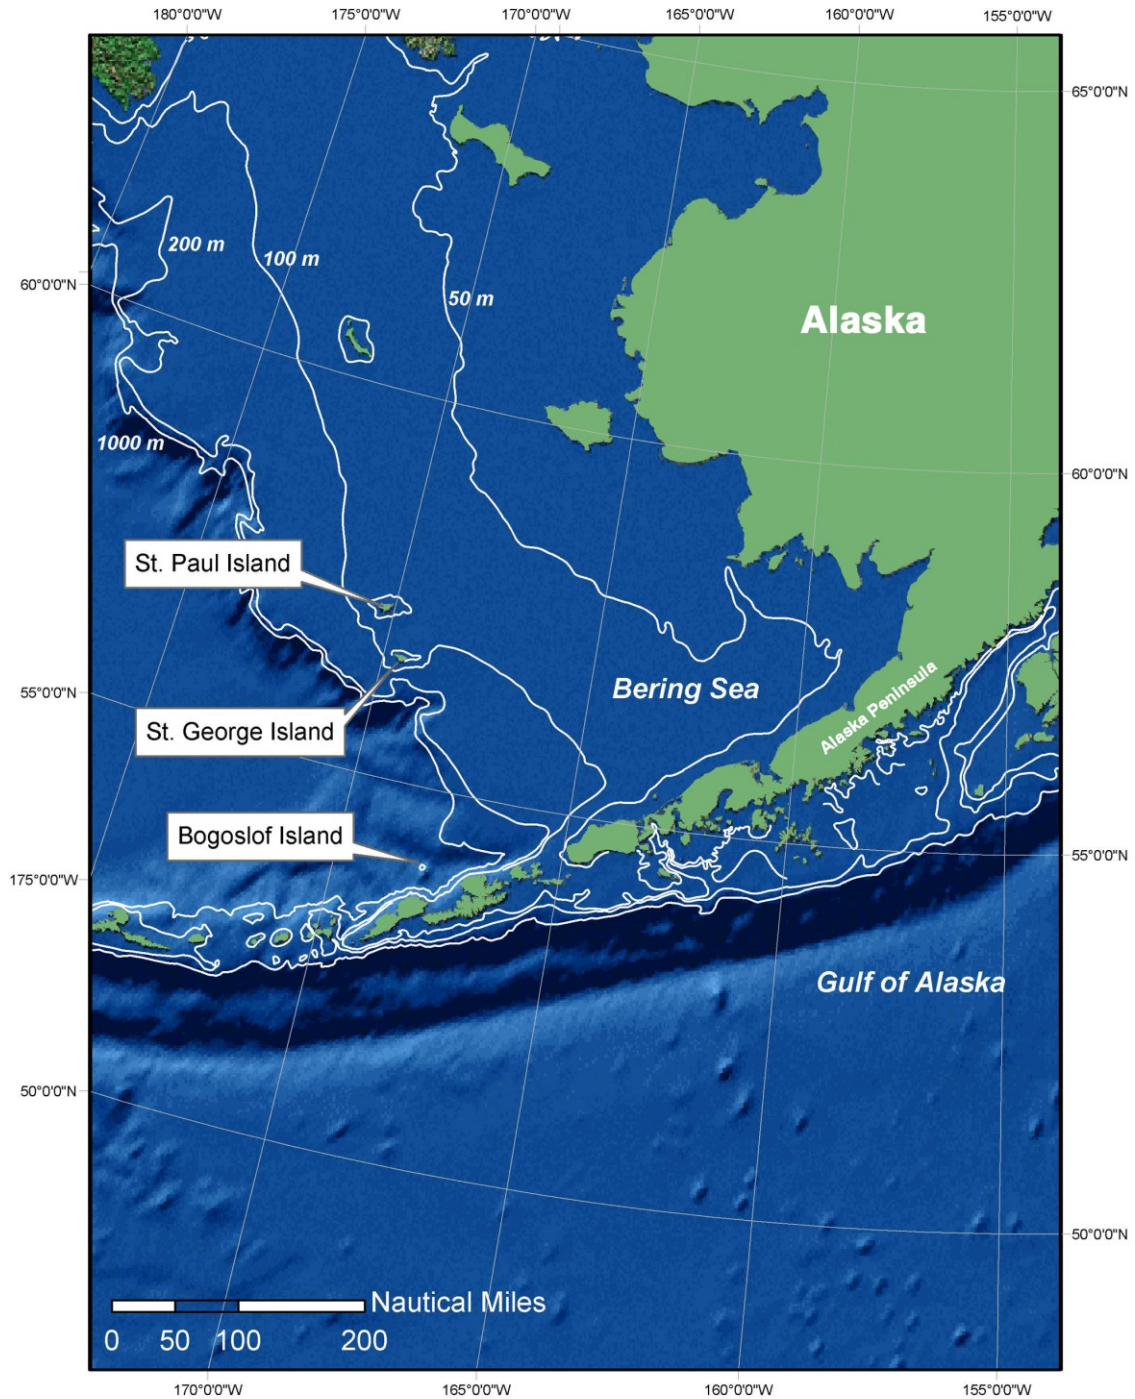 180°0'0"W 175°0'0"W 170°0'0"W 165°0'0"W 160°0'0"W 155°0'0"W
65°0'0"N
200 m
100 m
60°0'0"N
50 m
Alaska
1000 m
60°0'0"N
St. Paul Island
Bering Sea
55°0'0"N
Alaska Peninsula
St. George Island
Bogoslof Island
55°0'0"N
175°0'0"W
Gulf of Alaska
50°0'0"N
50°0'0"N
Nautical Miles
0 50 100 200
170°0'0"W 165°0'0"W 160°0'0"W 155°0'0"W